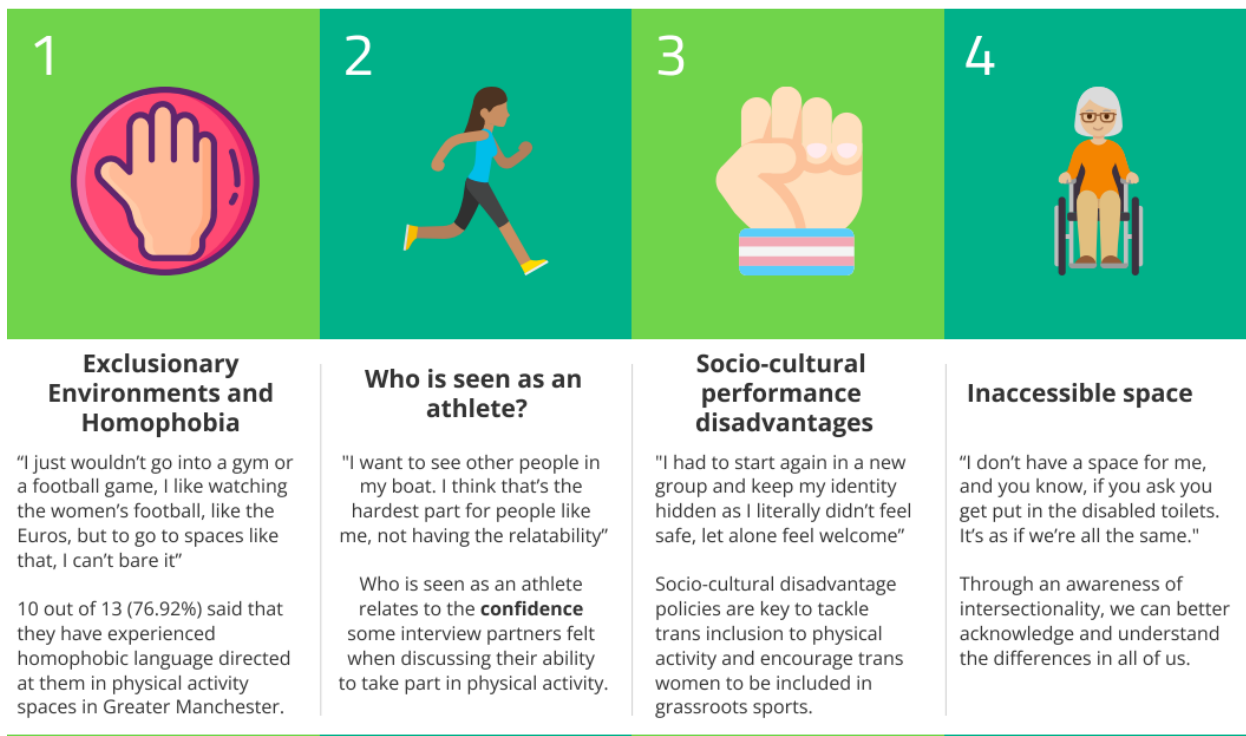 1
Exclusionary
Environments and
Homophobia
“I just wouldn’t go into a gym or
a football game, I like watching
the women’s football, like the
Euros, but to go to spaces like
that, I can’t bare it”
10 out of 13 (76.92%) said that
they have experienced
homophobic language directed
at them in physical activity
spaces in Greater Manchester.
2
Who is seen as an
athlete?
"I want to see other people in
my boat. I think that’s the
hardest part for people like
me, not having the relatability”
Who is seen as an athlete
relates to the confidence
some interview partners felt
when discussing their ability
to take part in physical activity.
3
Socio-cultural
performance
disadvantages
"I had to start again in a new
group and keep my identity
hidden as I literally didn’t feel
safe, let alone feel welcome”
Socio-cultural disadvantage
policies are key to tackle
trans inclusion to physical
activity and encourage trans
women to be included in
grassroots sports.
4
Inaccessible space
“I don’t have a space for me,
and you know, if you ask you
get put in the disabled toilets.
It’s as if we’re all the same."
Through an awareness of
intersectionality, we can better
acknowledge and understand
the differences in all of us.